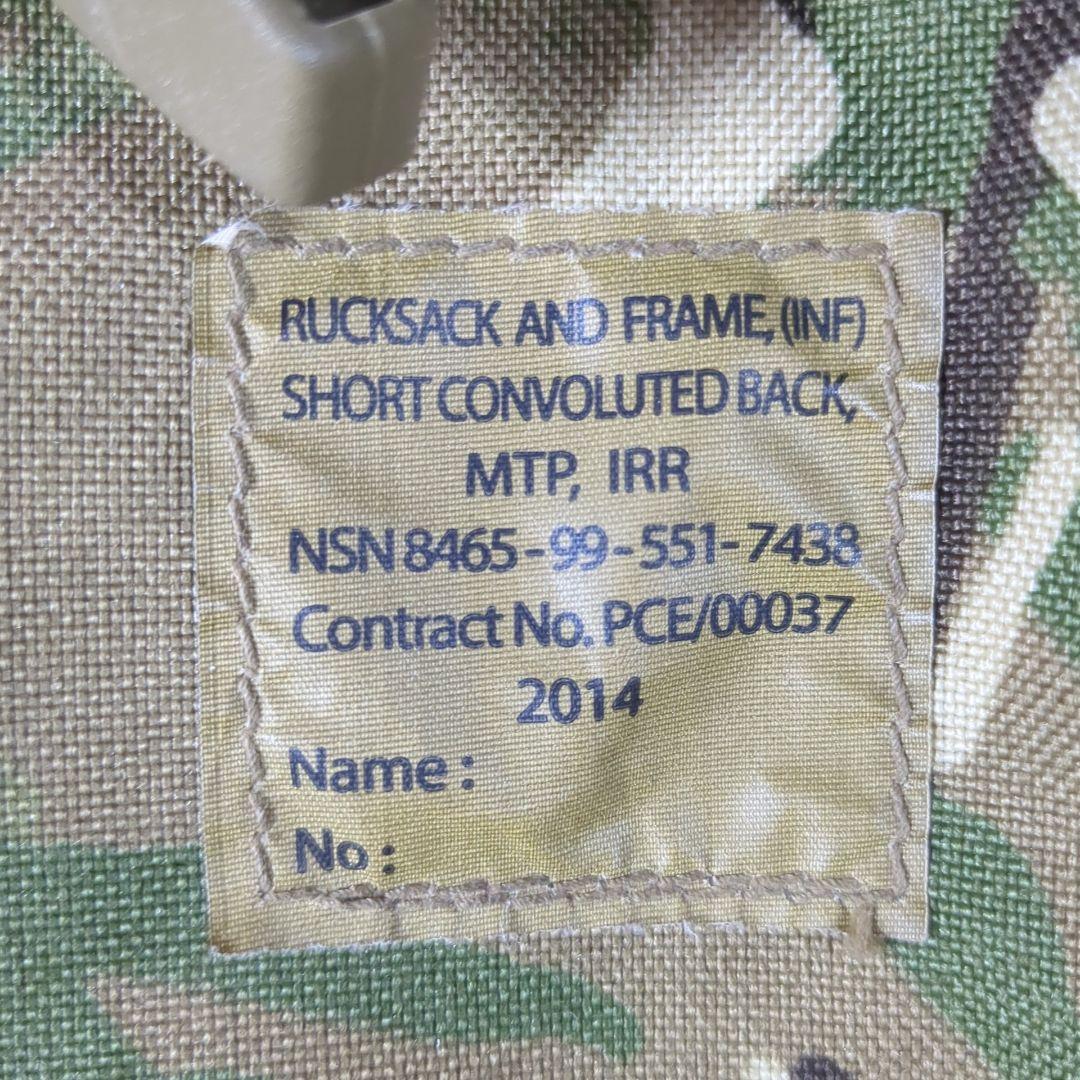 RUCKSACK AND FRAME, (INF)
SHORT CONVOLUTED BACK,
MTP, IRR
NSN 8465-99-551-7438
Contract No. PCE/00037
2014
Name :
No :